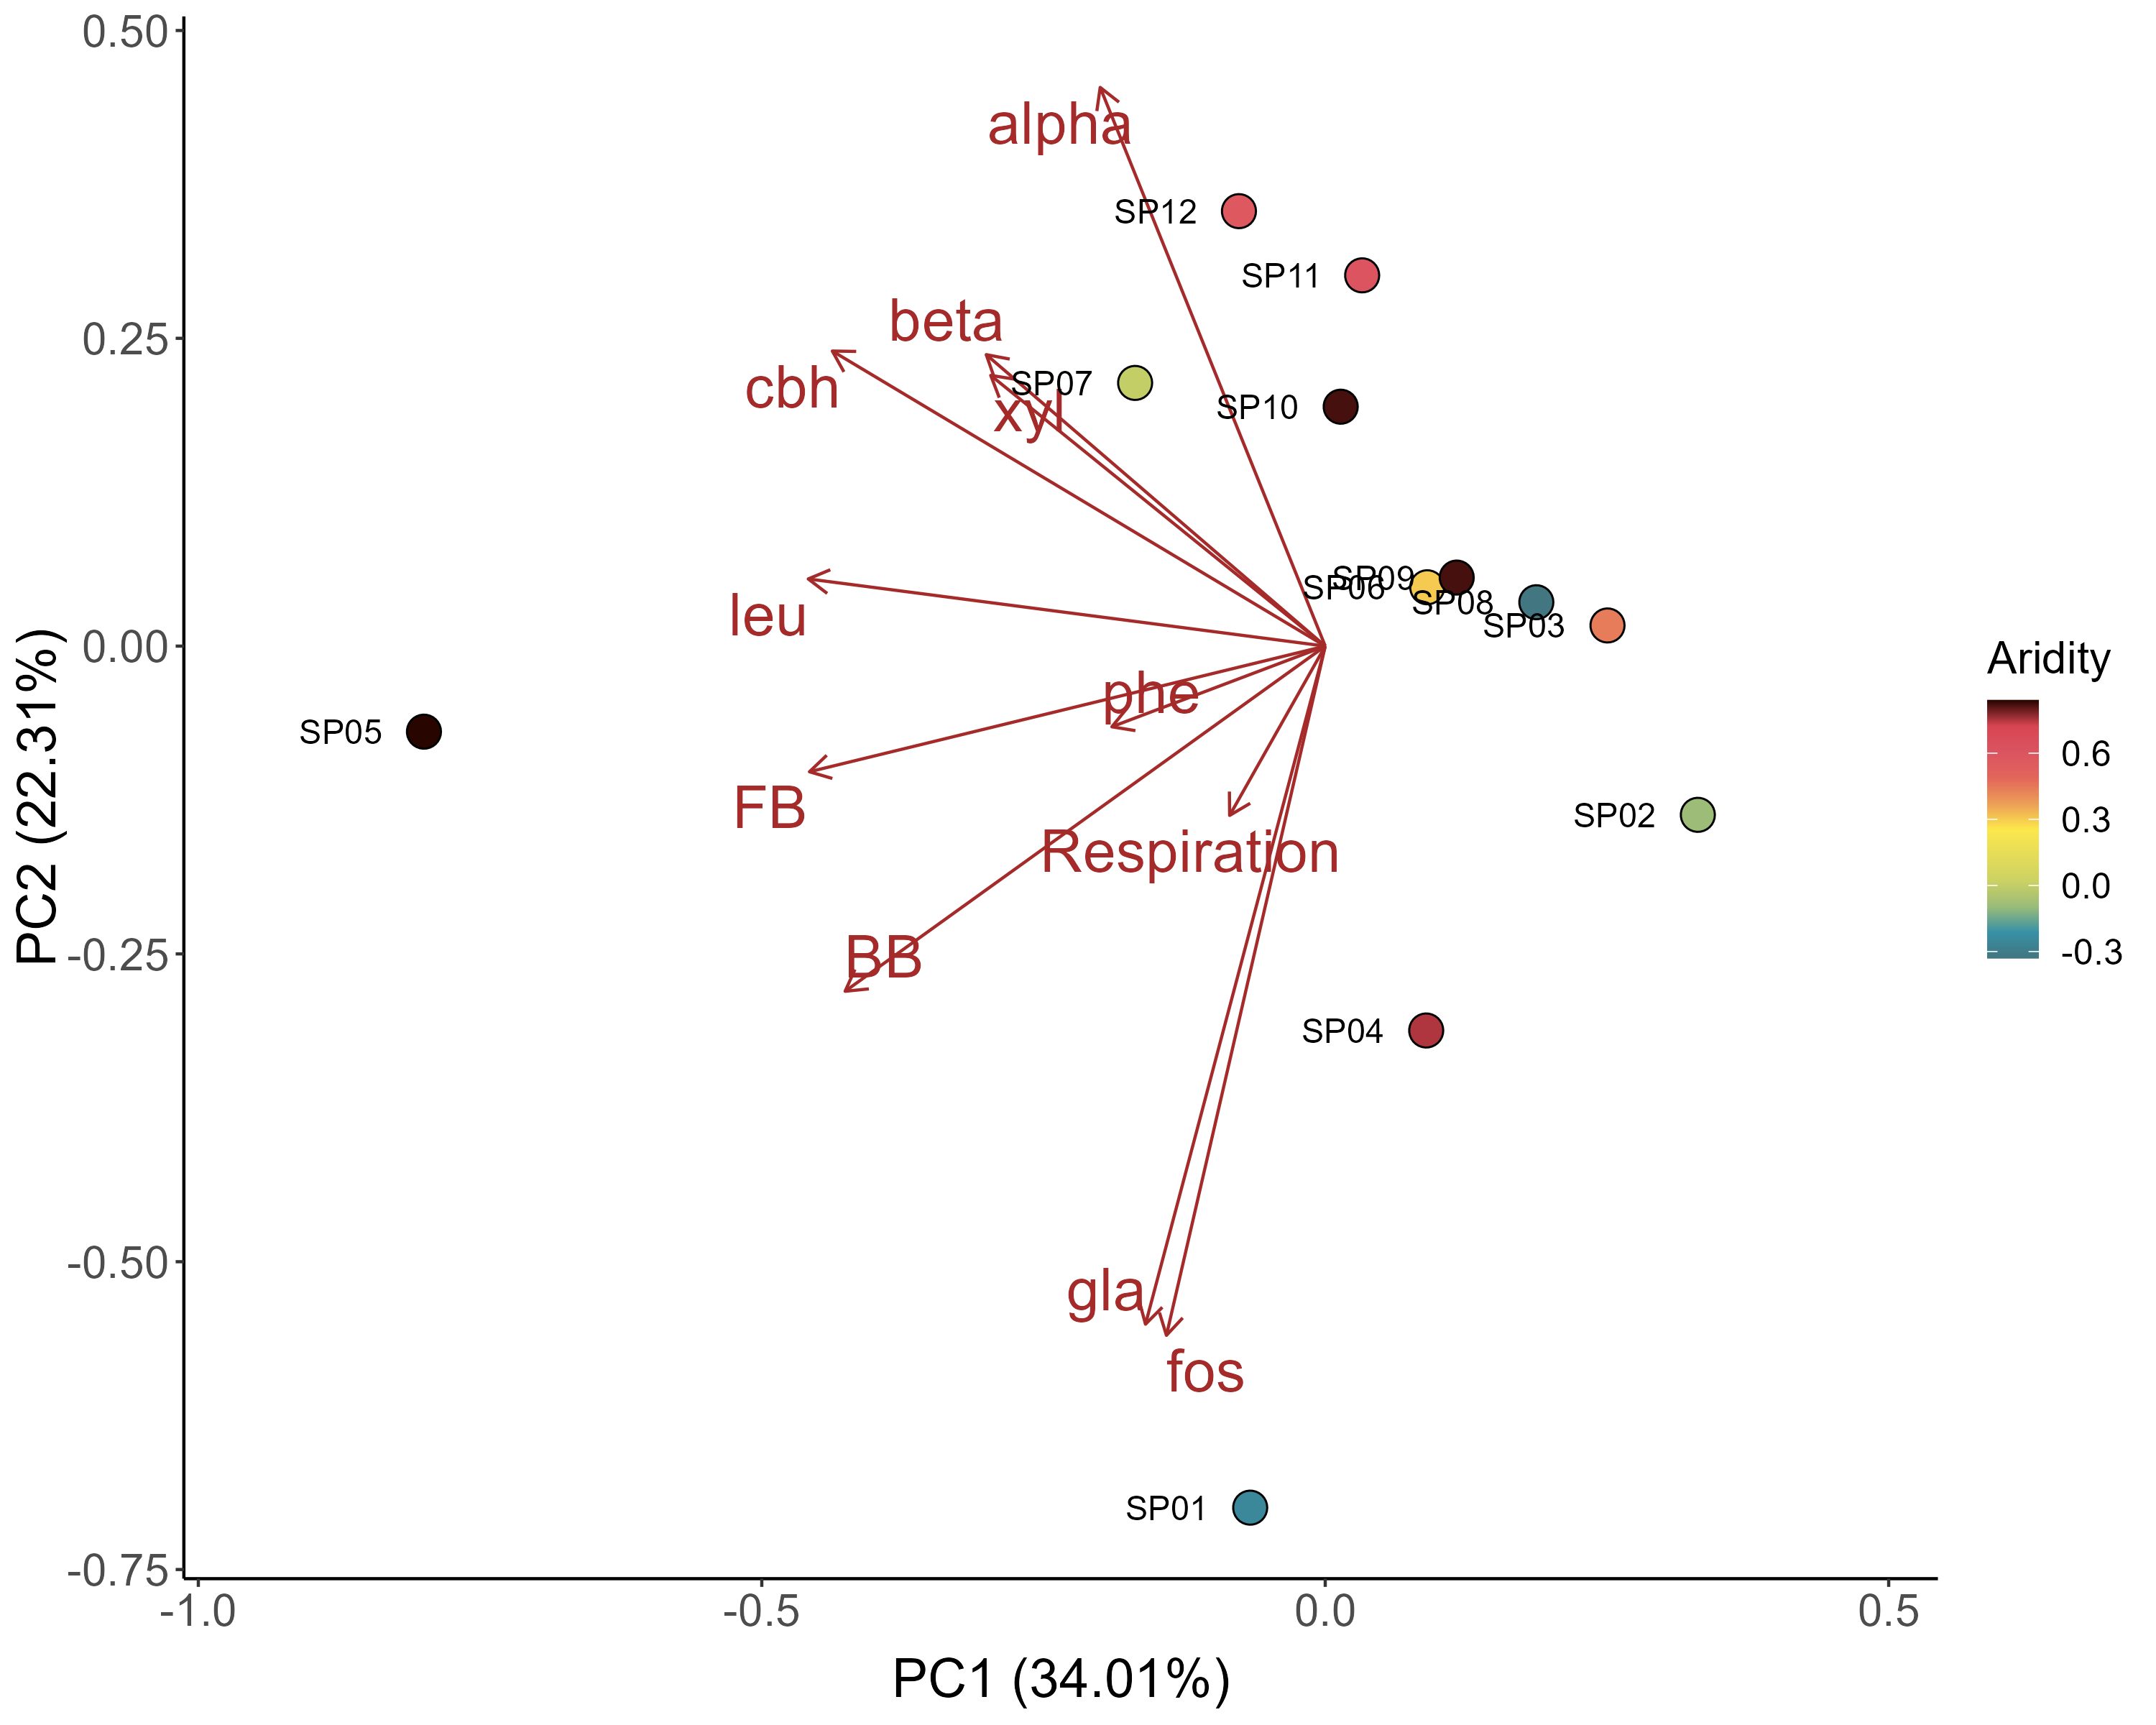 0.50
0.25
0.00
-0.25
-0.50
-0.75
PC2 (22.31%)
alpha
SP12
SP11
beta
cbh
SP07
xyl
SP10
SP09
SP06
SP08
SP03
leu
phe
SP05
FB
SP02
Respiration
BB
SP04
gla
fos
SP01
Aridity
0.6
0.3
0.0
-0.3
-1.0
-0.5
0.0
0.5
PC1 (34.01%)